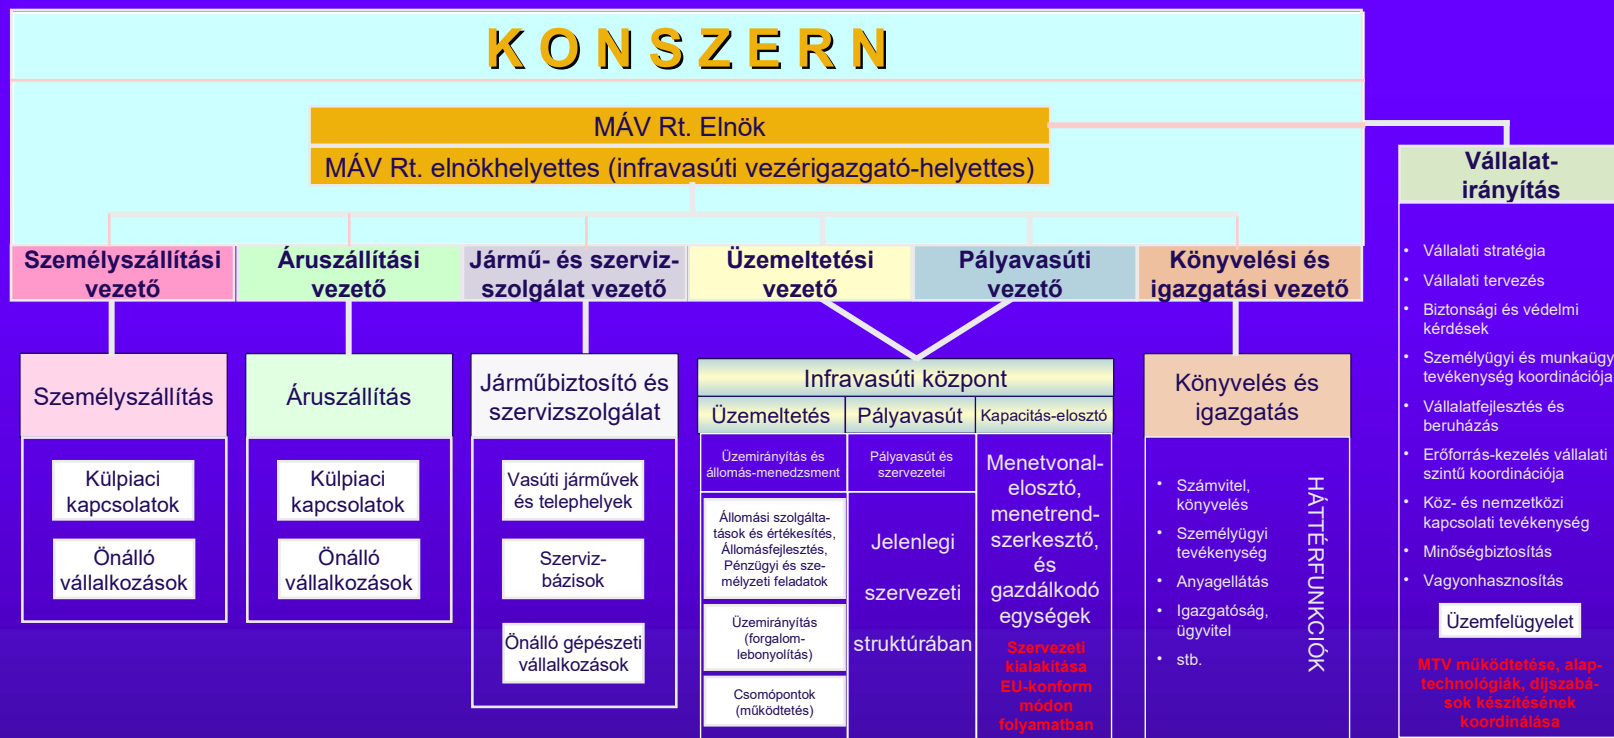 KONSZERN
MÁV Rt. Elnök
MÁV Rt. elnökhelyettes (infravasúti vezérigazgató-helyettes)
Személyszállítási
vezető
Áruszállítási
vezető
Jármű- és szerviz-
szolgálat vezető
Üzemeltetési
vezető
Pályavasúti
vezető
Könyvelési és
igazgatási vezető
Személyszállítás
Külpiaci
kapcsolatok
Önálló
vállalkozások
Áruszállítás
Külpiaci
kapcsolatok
Önálló
vállalkozások
Járműbiztosító és
szervizszolgálat
Vasúti járművek
és telephelyek
Szerviz-
bázisok
Önálló gépészeti
vállalkozások
Infravasúti központ
Üzemeltetés
Üzemirányítás és
állomás-menedzsment
Állomási szolgálta-
tások és értékesítés,
Állomásfejlesztés,
Pénzügyi és sze-
mélyzeti feladatok
Üzemirányítás
(forgalom-
lebonyolítás)
Csomópontok
(működtetés)
Pályavasút
Pályavasút és
szervezetei
Jelenlegi
szervezeti
struktúrában
Kapacitás-elosztó
Menetvonal-
elosztó,
menetrend-
szerkesztő,
és
gazdálkodó
egységek
Szervezeti
kialakítása
EU-konform
módon
folyamatban
Könyvelés és
igazgatás
• Számvitel,
könyvelés
• Személyügyi
tevékenység
• Anyagellátás
• Igazgatóság,
ügyvitel
• stb.
HÁTTÉRFUNKCIÓK
Vállalat-
irányítás
• Vállalati stratégia
• Vállalati tervezés
• Biztonsági és védelmi
kérdések
• Személyügyi és munkaügy
tevékenység koordinációja
• Vállalatfejlesztés és
beruházás
• Erőforrás-kezelés vállalati
szintű koordinációja
• Köz- és nemzetközi
kapcsolati tevékenység
• Minőségbiztosítás
• Vagyonhasznosítás
Üzemfelügyelet
MTV működtetése, alap-
technológiák, díjszabá-
sok készítésének
koordinálása